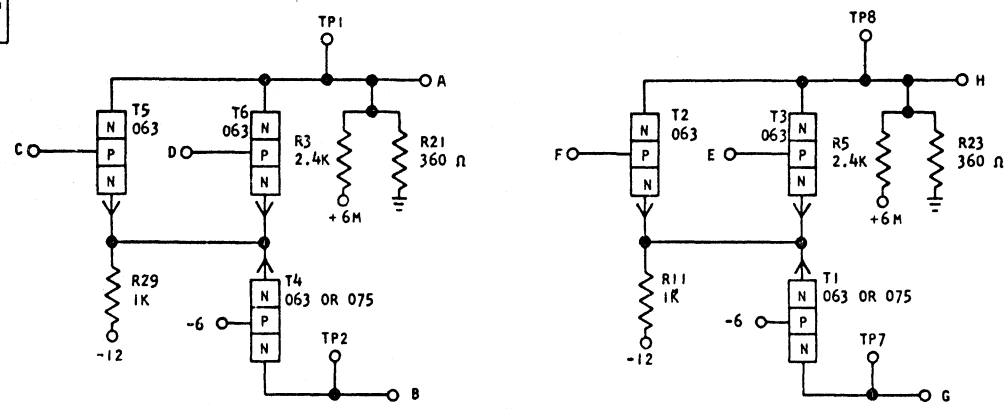 TP1
A
T5
063
N
P
N
C
T6
063
N
P
N
D
R3
2.4K
+6M
R21
360 Ω
R29
1K
-12
T4
063 OR 075
N
P
N
-6
TP2
B
TP8
H
T2
063
N
P
N
F
T3
063
N
P
N
E
R5
2.4K
+6M
R23
360 Ω
R11
1K
-12
T1
063 OR 075
N
P
N
-6
TP7
G